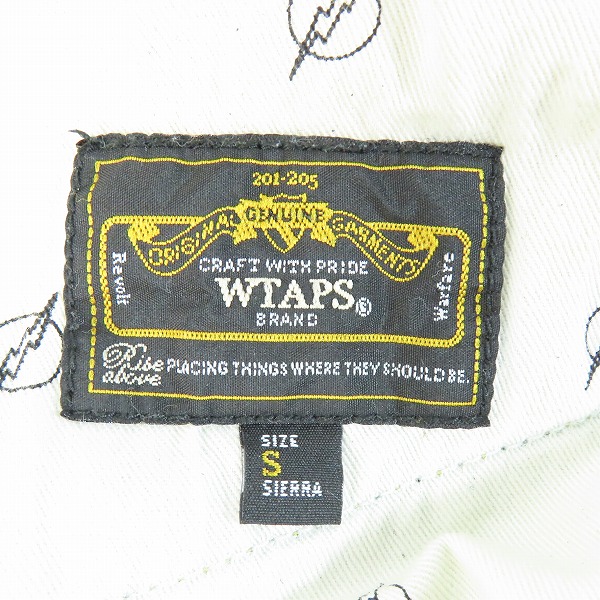 201-205
ORIGINAL GENUINE GARMENTS
CRAFT WITH PRIDE
Revolt
WTAPS®
Warfare
BRAND
Rise above
PLACING THINGS WHERE THEY SHOULD BE.
SIZE
S
SIERRA